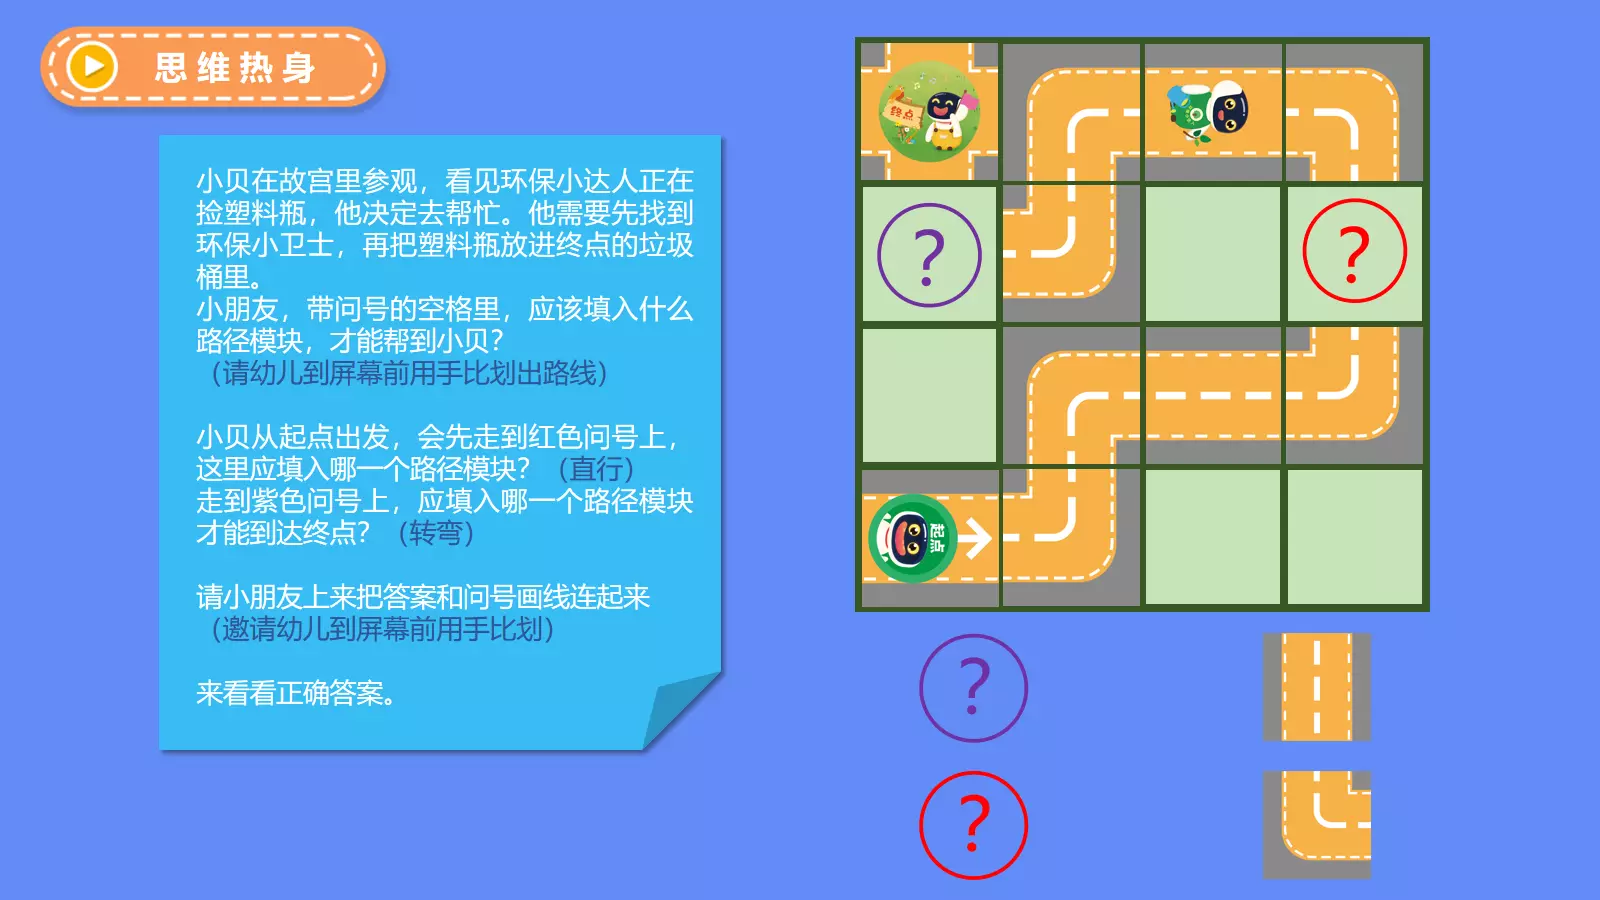 思维热身
小贝在故宫里参观，看见环保小达人正在
捡塑料瓶，他决定去帮忙。他需要先找到
环保小卫士，再把塑料瓶放进终点的垃圾
桶里。
小朋友，带问号的空格里，应该填入什么
路径模块，才能帮到小贝？
（请幼儿到屏幕前用手比划出路线）
小贝从起点出发，会先走到红色问号上，
这里应填入哪一个路径模块？（直行）
走到紫色问号上，应填入哪一个路径模块
才能到达终点？（转弯）
请小朋友上来把答案和问号画线连起来
（邀请幼儿到屏幕前用手比划）
来看看正确答案。
终点
?
?
起点
?
?